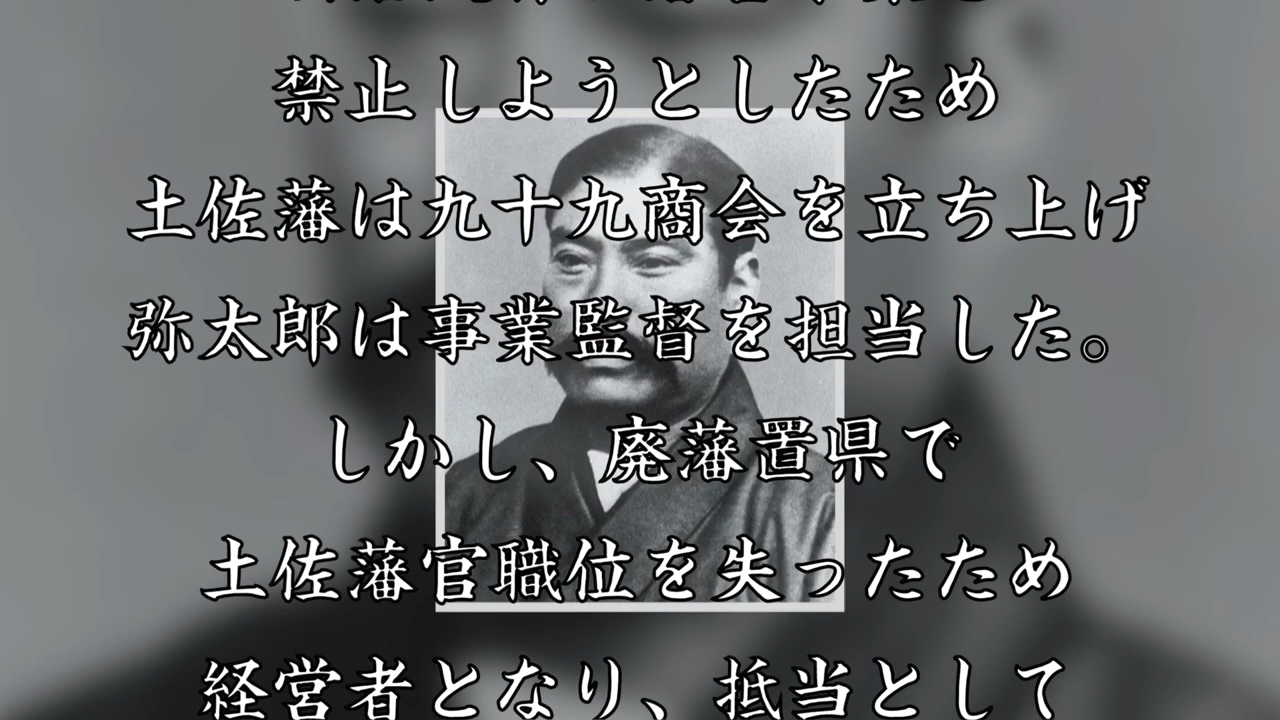 禁止しようとしたため
土佐藩は九十九商会を立ち上げ
弥太郎は事業監督を担当した。
しかし、廃藩置県で
土佐藩官職位を失ったため
経営者となり、抵当として